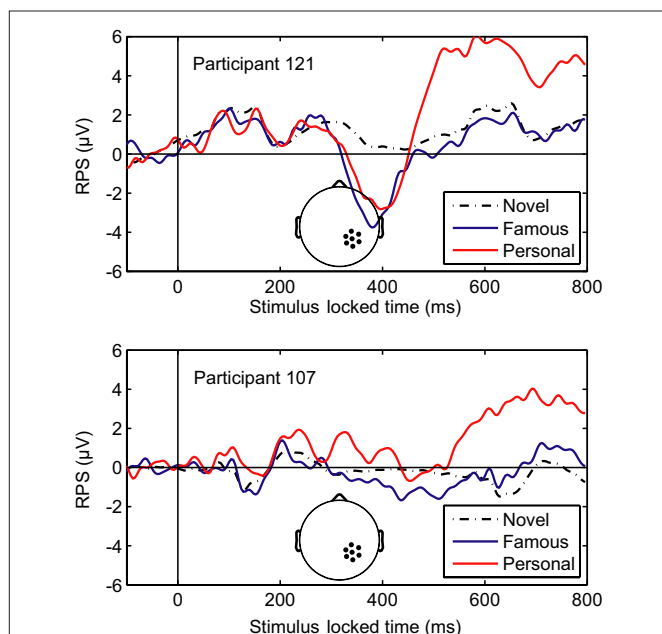 6
4
2
0
-2
-4
-6
RPS (µV)
Participant 121
Novel
Famous
Personal
0 200 400 600 800
Stimulus locked time (ms)
6
4
2
0
-2
-4
-6
RPS (µV)
Participant 107
Novel
Famous
Personal
0 200 400 600 800
Stimulus locked time (ms)